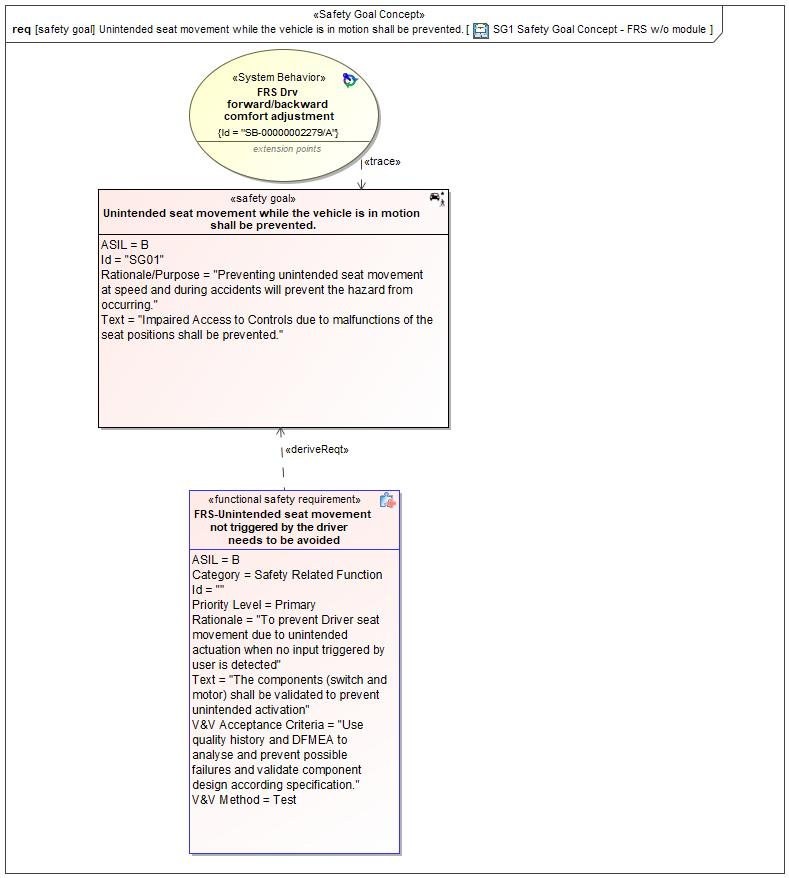 «Safety Goal Concept»
req [safety goal] Unintended seat movement while the vehicle is in motion shall be prevented. [ SG1 Safety Goal Concept - FRS w/o module ]
«System Behavior»
FRS Drv
forward/backward
comfort adjustment
{Id = "SB-00000002279/A"}
extension points
«trace»
«safety goal»
Unintended seat movement while the vehicle is in motion
shall be prevented.
ASIL = B
Id = "SG01"
Rationale/Purpose = "Preventing unintended seat movement
at speed and during accidents will prevent the hazard from
occurring."
Text = "Impaired Access to Controls due to malfunctions of the
seat positions shall be prevented."
«deriveReqt»
«functional safety requirement»
FRS-Unintended seat movement
not triggered by the driver
needs to be avoided
ASIL = B
Category = Safety Related Function
Id = ""
Priority Level = Primary
Rationale = "To prevent Driver seat
movement due to unintended
actuation when no input triggered by
user is detected"
Text = "The components (switch and
motor) shall be validated to prevent
unintended activation"
V&V Acceptance Criteria = "Use
quality history and DFMEA to
analyse and prevent possible
failures and validate component
design according specification."
V&V Method = Test